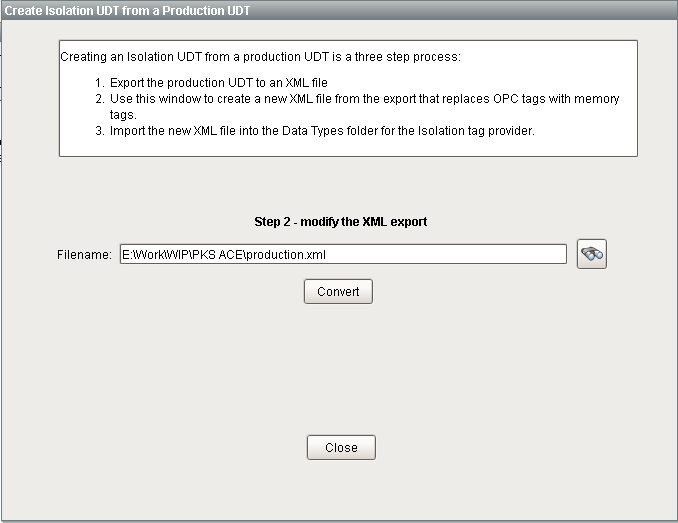 Create Isolation UDT from a Production UDT
Creating an Isolation UDT from a production UDT is a three step process:
1. Export the production UDT to an XML file
2. Use this window to create a new XML file from the export that replaces OPC tags with memory
tags.
3. Import the new XML file into the Data Types folder for the Isolation tag provider.
Step 2 - modify the XML export
Filename: E:\Work\WIP\PKS ACE\production.xml
Convert
Close